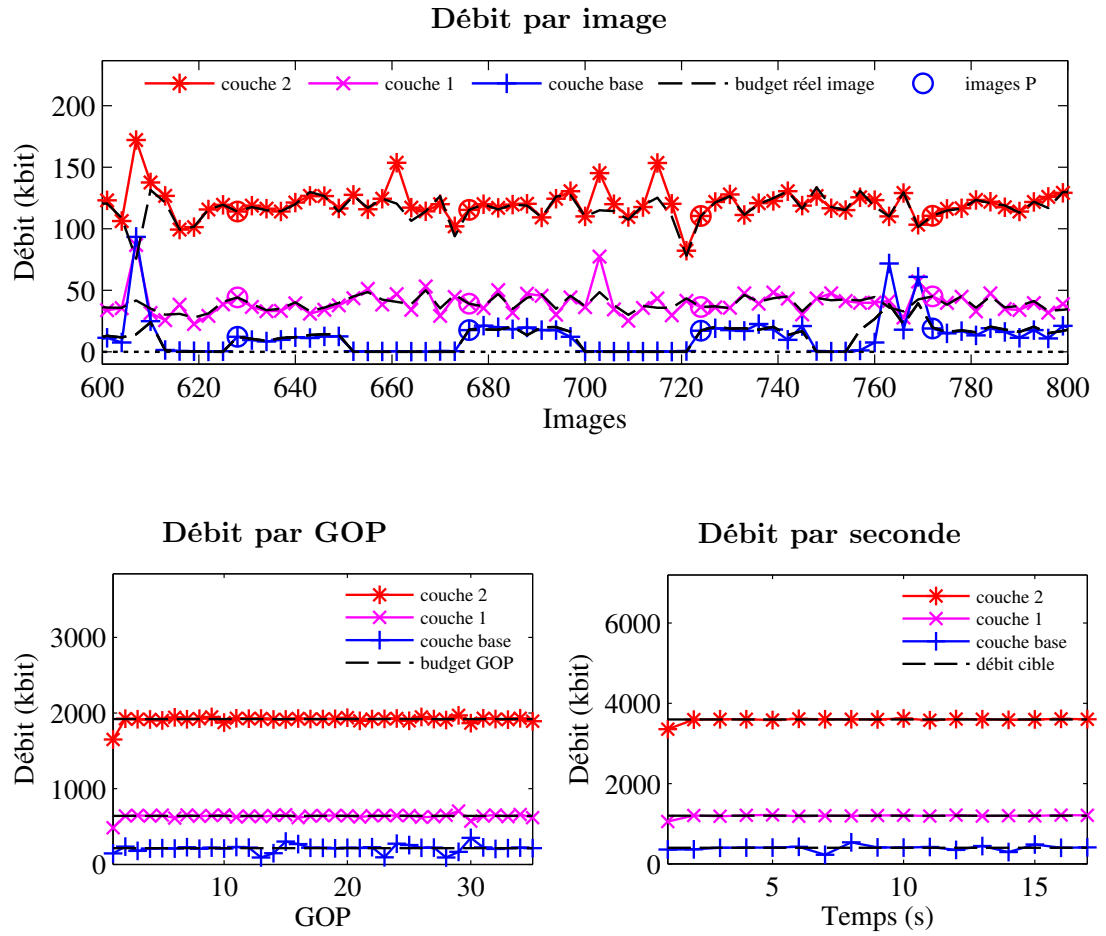 Débit par image
couche 2 couche 1 couche base budget réel image images P
200
150
100
50
0
Débit (kbit)
600 620 640 660 680 700 720 740 760 780 800
Images
Débit par GOP
couche 2
couche 1
couche base
budget GOP
3000
2000
1000
0
Débit (kbit)
10 20 30
GOP
Débit par seconde
couche 2
couche 1
couche base
débit cible
6000
4000
2000
0
Débit (kbit)
5 10 15
Temps (s)